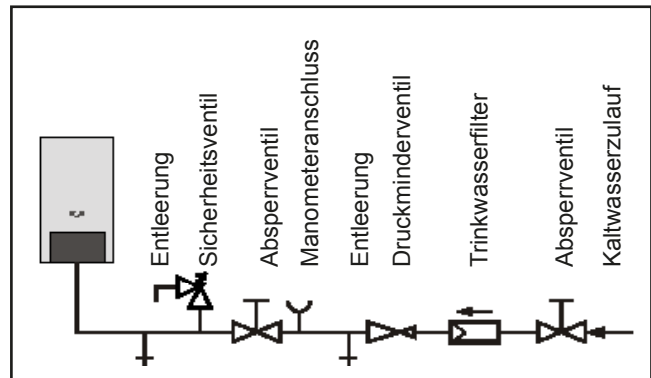 Entleerung
Sicherheitsventil
Absperrventil
Manometeranschluss
Entleerung
Druckminderventil
Trinkwasserfilter
Absperrventil
Kaltwasserzulauf